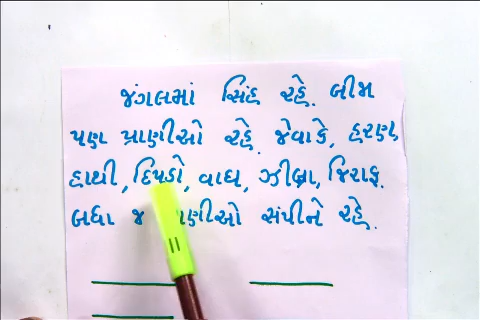 જંગલમાં સિંહ રહે. બીજા
પણ પ્રાણીઓ રહે. જેવાકે, હરણ,
હાથી, દિપડો, વાઘ, ઝીબ્રા, જિરાફ.
બધા જ સંપીને રહે.